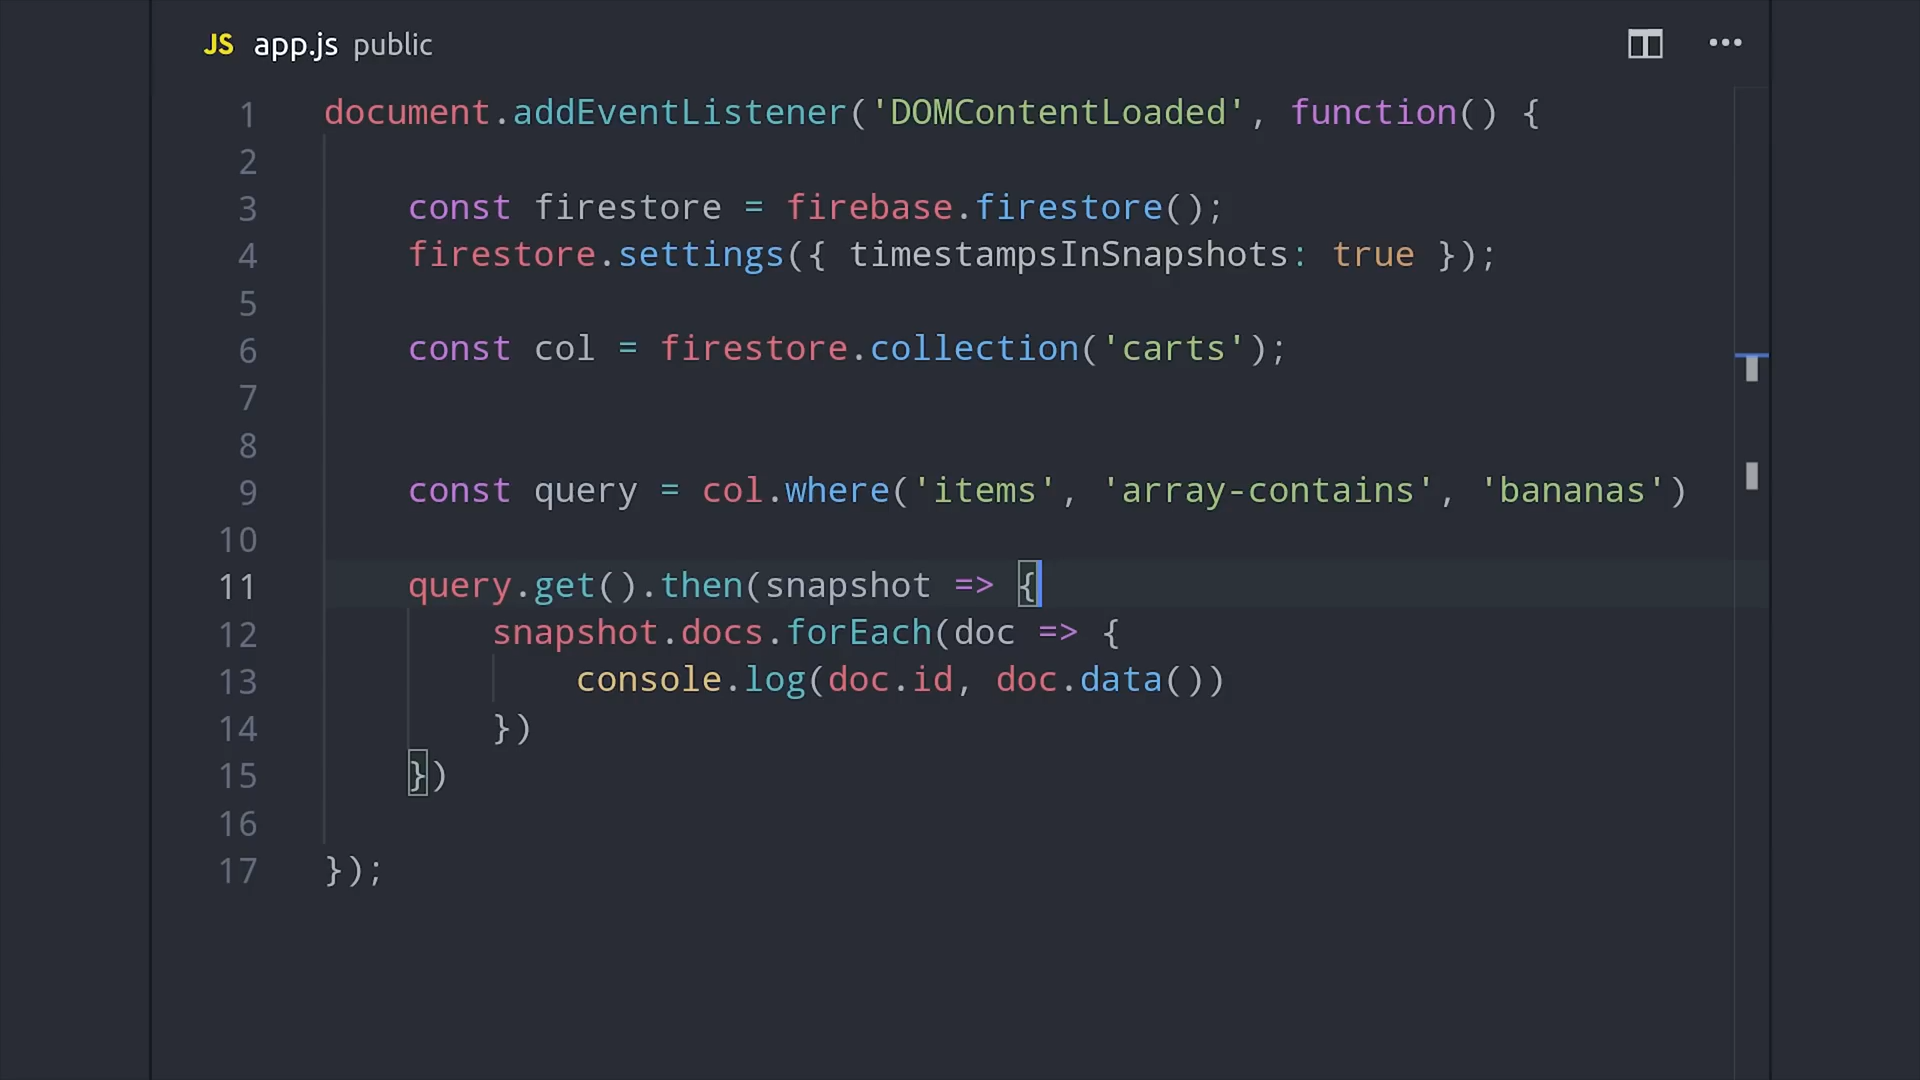 JS app.js public
1 document.addEventListener('DOMContentLoaded', function() {
2
3     const firestore = firebase.firestore();
4     firestore.settings({ timestampsInSnapshots: true });
5
6     const col = firestore.collection('carts');
7
8
9     const query = col.where('items', 'array-contains', 'bananas')
10
11     query.get().then(snapshot => {
12         snapshot.docs.forEach(doc => {
13             console.log(doc.id, doc.data())
14         })
15     })
16
17 });